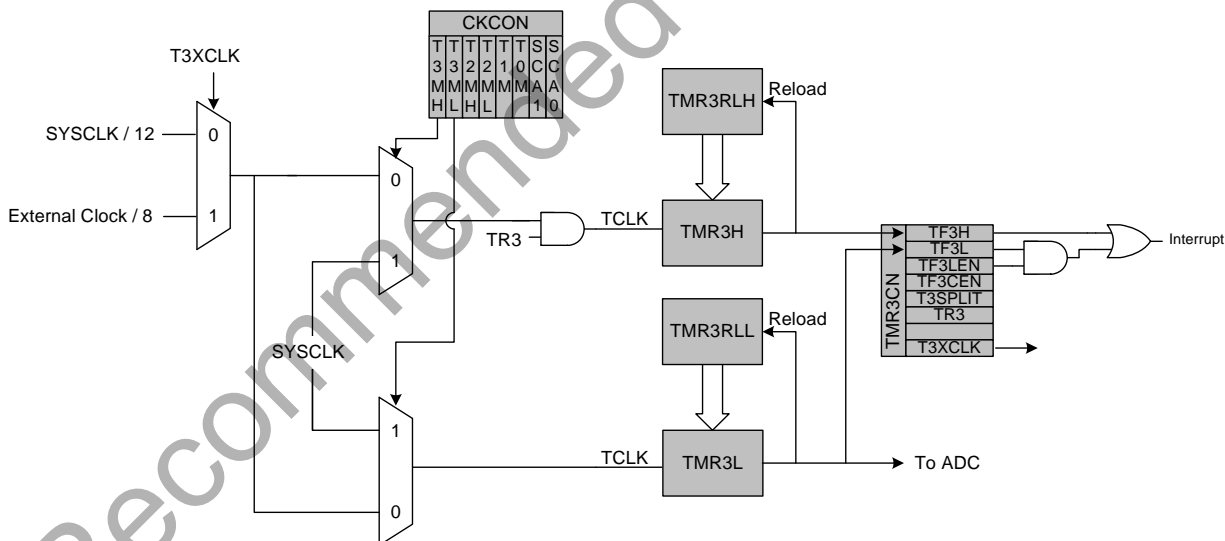 CKCON
T3MH T3ML T2MH T2ML T1M T0M SCA1 SCA0
T3XCLK
SYSCLK / 12
0
External Clock / 8
1
0
1
TR3
TCLK
TMR3RLH
Reload
TMR3H
TMR3CN
TF3H
TF3L
TF3LEN
TF3CEN
T3SPLIT
TR3
T3XCLK
Interrupt
SYSCLK
1
0
TCLK
TMR3RLL
Reload
TMR3L
To ADC
Recommended